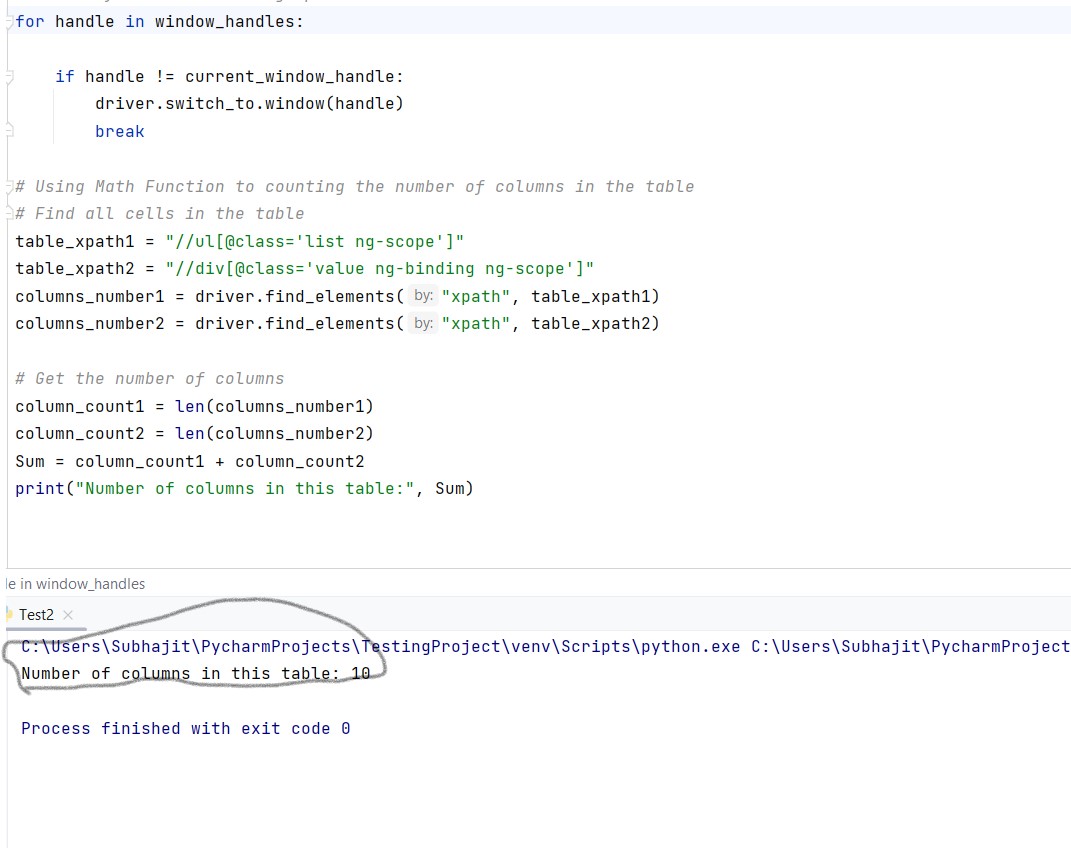 for handle in window_handles:
if handle != current_window_handle:
driver.switch_to.window(handle)
break
# Using Math Function to counting the number of columns in the table
# Find all cells in the table
table_xpath1 = "//ul[@class='list ng-scope']"
table_xpath2 = "//div[@class='value ng-binding ng-scope']"
columns_number1 = driver.find_elements( by: "xpath", table_xpath1)
columns_number2 = driver.find_elements( by: "xpath", table_xpath2)
# Get the number of columns
column_count1 = len(columns_number1)
column_count2 = len(columns_number2)
Sum = column_count1 + column_count2
print("Number of columns in this table:", Sum)
le in window_handles
Test2
C:\Users\Subhajit\PycharmProjects\TestingProject\venv\Scripts\python.exe C:\Users\Subhajit\PycharmProject
Number of columns in this table: 10
Process finished with exit code 0